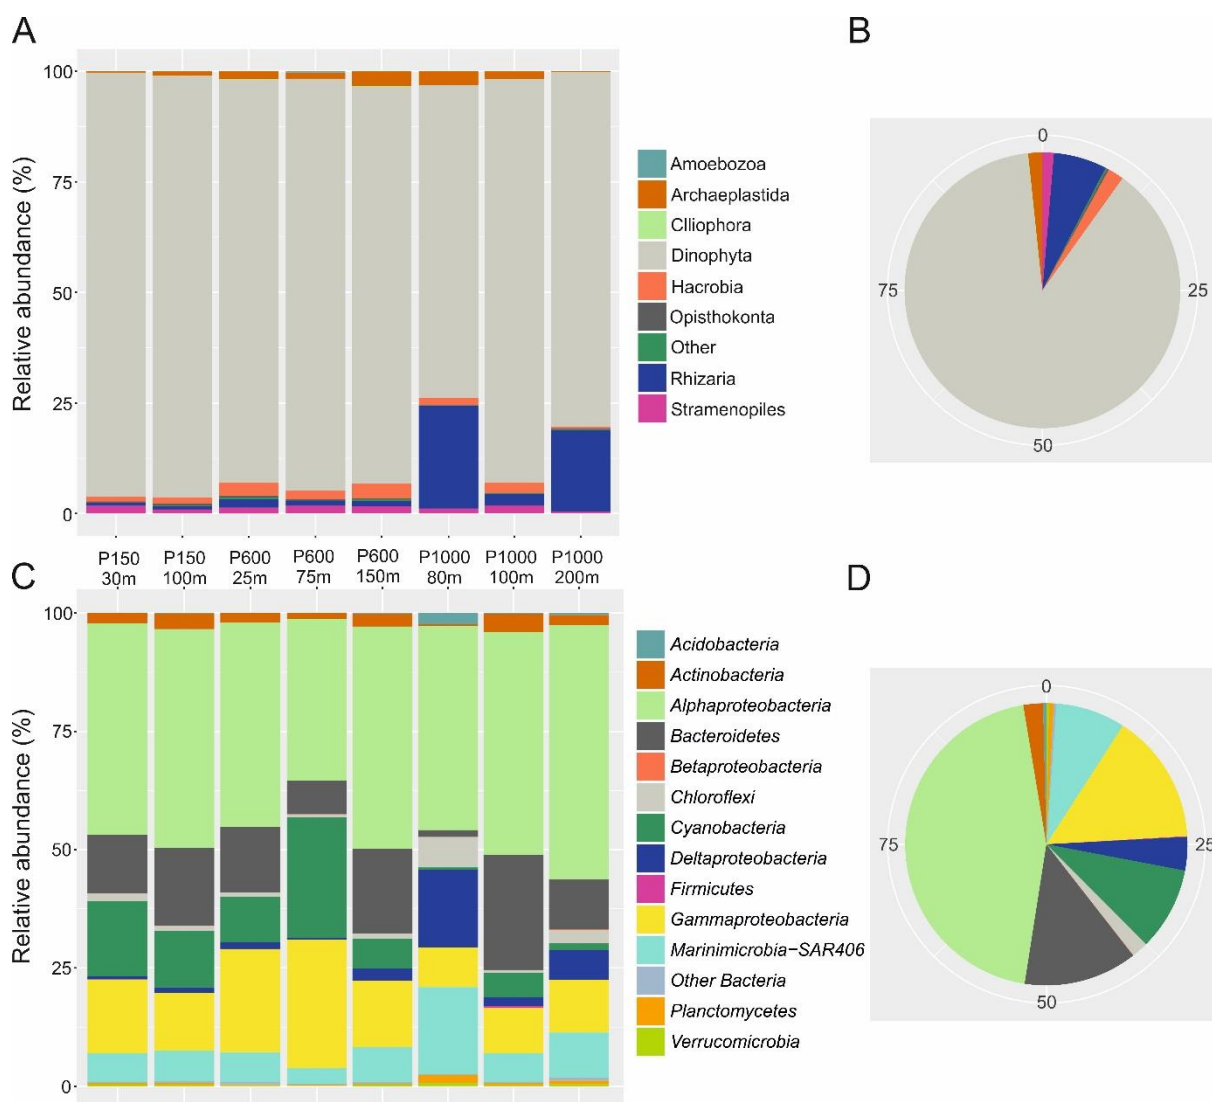 A
B
Relative abundance (%)
100
75
50
25
0
Amoebozoa
Archaeplastida
Clliophora
Dinophyta
Hacrobia
Opisthokonta
Other
Rhizaria
Stramenopiles
0
25
50
75
P150 P150 P600 P600 P600 P1000 P1000 P1000
30m 100m 25m 75m 150m 80m 100m 200m
C
D
Relative abundance (%)
100
75
50
25
0
Acidobacteria
Actinobacteria
Alphaproteobacteria
Bacteroidetes
Betaproteobacteria
Chloroflexi
Cyanobacteria
Deltaproteobacteria
Firmicutes
Gammaproteobacteria
Marinimicrobia−SAR406
Other Bacteria
Planctomycetes
Verrucomicrobia
0
25
50
75